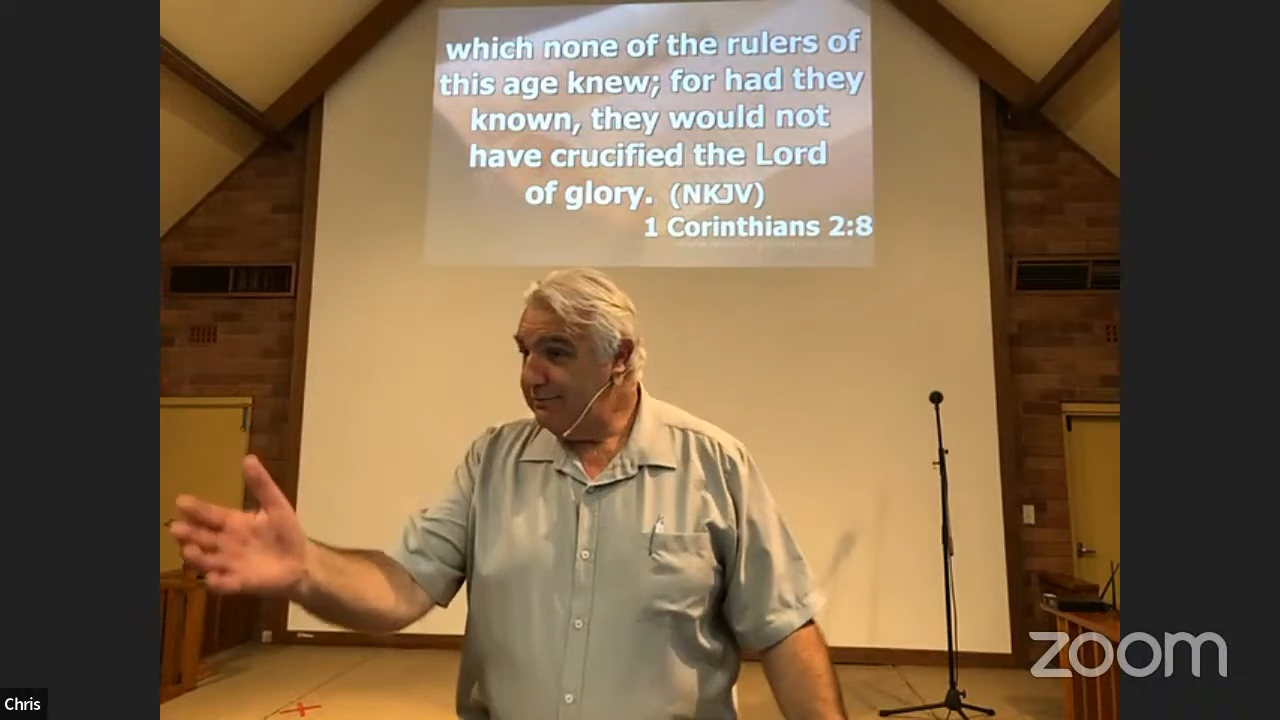 which none of the rulers of
this age knew; for had they
known, they would not
have crucified the Lord
of glory. (NKJV)
1 Corinthians 2:8
zoom
Chris